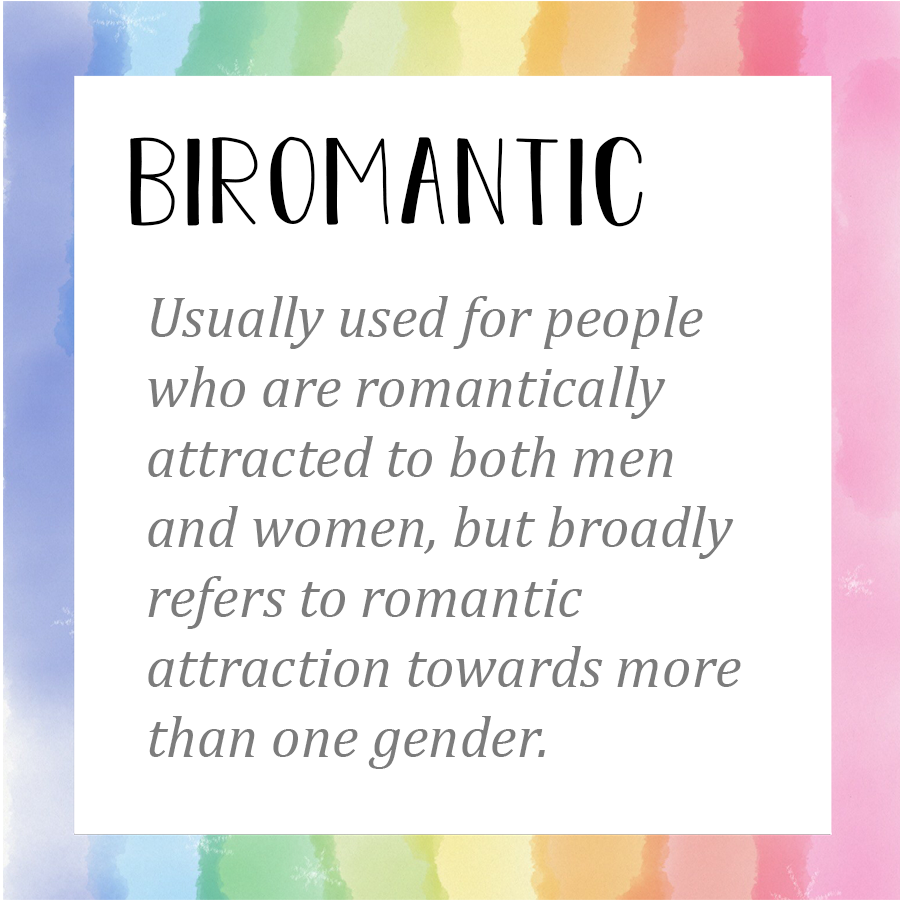 BIROMANTIC
Usually used for people
who are romantically
attracted to both men
and women, but broadly
refers to romantic
attraction towards more
than one gender.